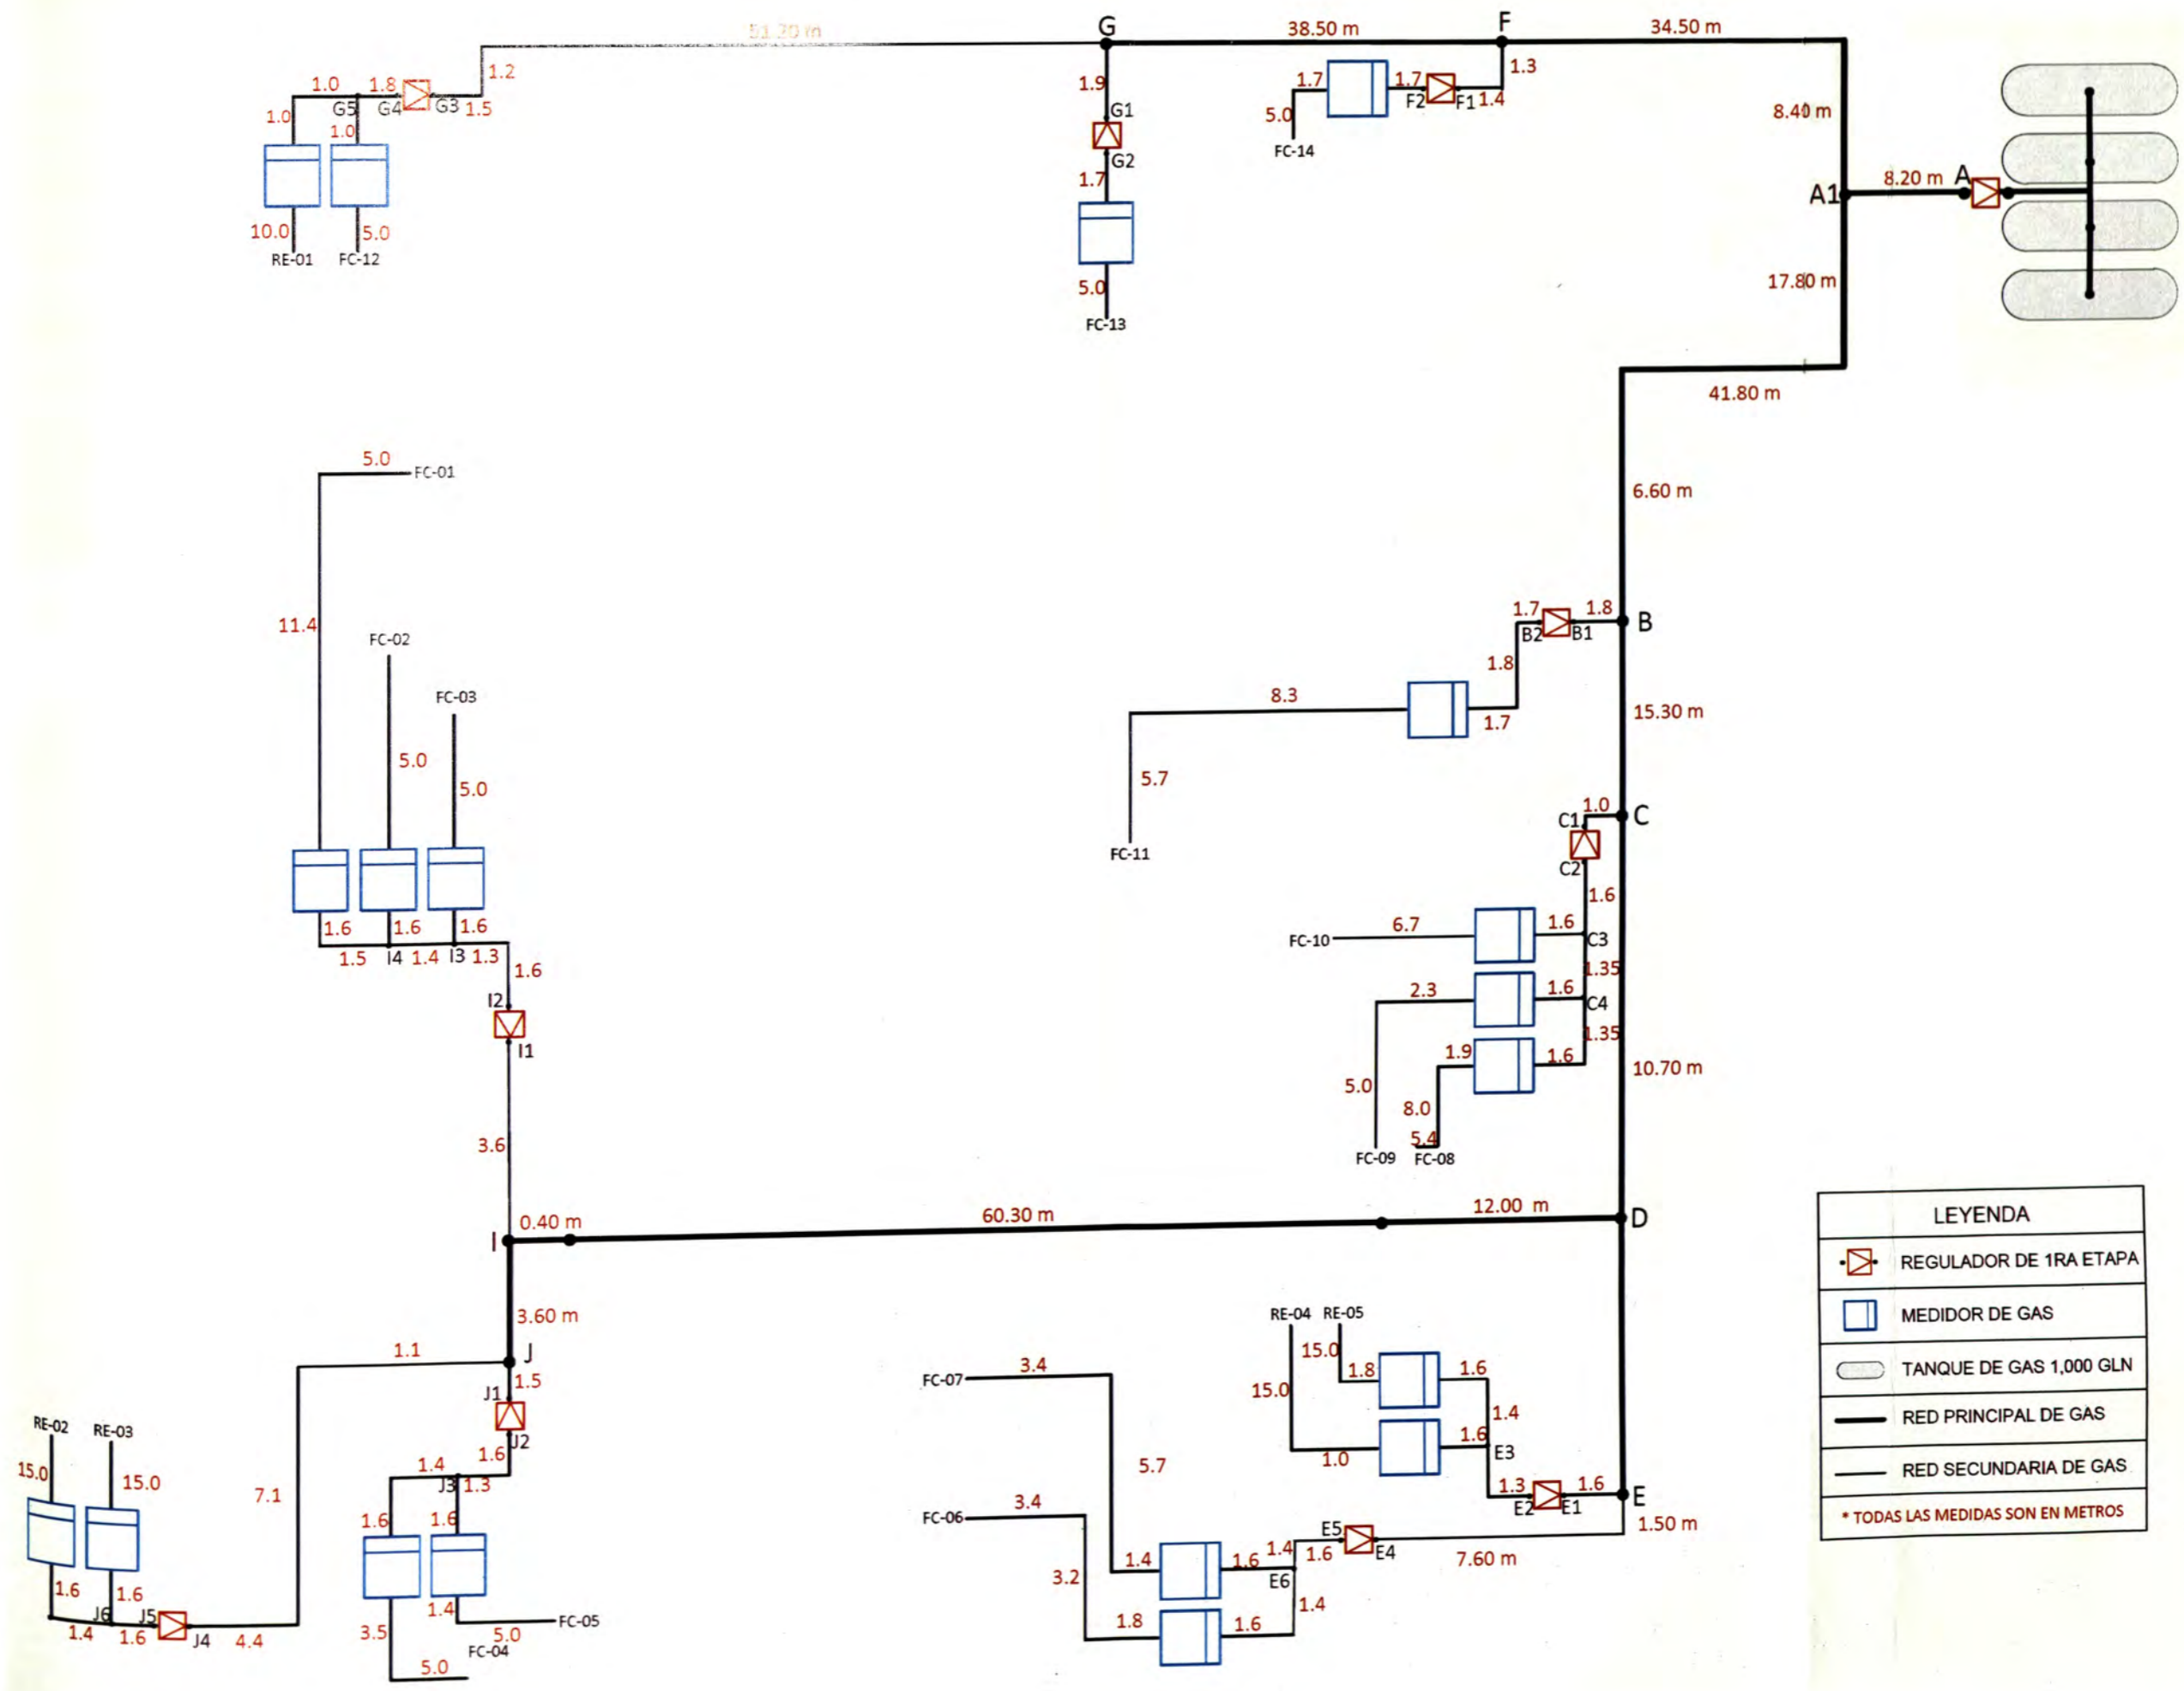 51.20 m
G
38.50 m
F
34.50 m
1.2
1.0
1.8
G5
G4
G3
1.5
1.0
1.0
10.0
5.0
RE-01
FC-12
1.9
G1
G2
1.7
5.0
FC-13
1.7
1.7
F2
F1
1.4
1.3
5.0
FC-14
8.40 m
8.20 m
A
A1
17.80 m
41.80 m
6.60 m
5.0
FC-01
11.4
FC-02
5.0
FC-03
5.0
1.6
1.6
1.6
1.5
I4
1.4
I3
1.3
1.6
I2
I1
3.6
1.7
1.8
B
B2
B1
1.8
8.3
1.7
15.30 m
5.7
FC-11
1.0
C1
C
C2
1.6
6.7
1.6
FC-10
C3
1.35
2.3
1.6
C4
1.35
1.9
1.6
10.70 m
5.0
8.0
5.4
FC-09
FC-08
I
0.40 m
60.30 m
12.00 m
D
3.60 m
J
1.1
1.5
J1
J2
1.6
1.4
J3
1.3
1.6
1.6
RE-02
RE-03
15.0
15.0
7.1
1.6
1.6
J6
J5
1.4
1.6
J4
4.4
3.5
1.4
5.0
FC-05
FC-04
5.0
RE-04
RE-05
15.0
1.8
1.6
15.0
1.4
1.6
E3
1.0
1.3
1.6
E
E2
E1
1.50 m
FC-07
3.4
5.7
FC-06
3.4
E5
E4
1.4
1.6
7.60 m
1.4
1.6
E6
3.2
1.4
1.8
1.6
LEYENDA
REGULADOR DE 1RA ETAPA
MEDIDOR DE GAS
TANQUE DE GAS 1,000 GLN
RED PRINCIPAL DE GAS
RED SECUNDARIA DE GAS
* TODAS LAS MEDIDAS SON EN METROS